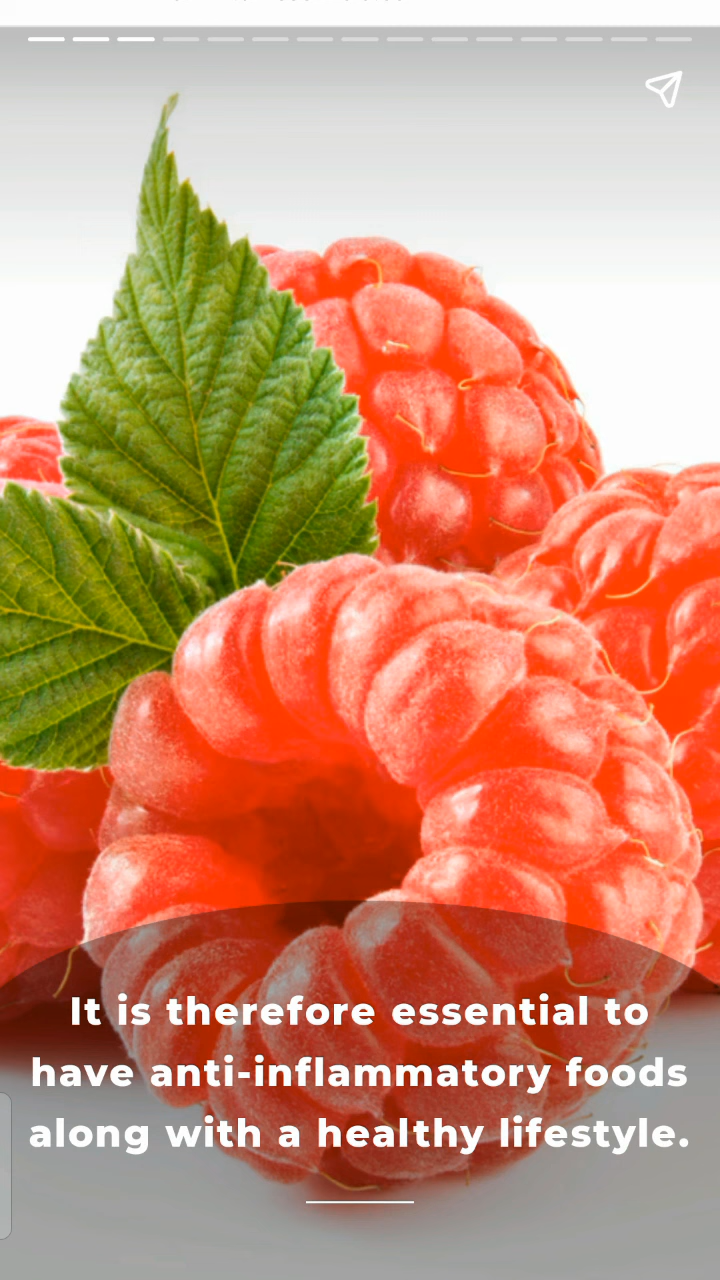 It is therefore essential to
have anti-inflammatory foods
along with a healthy lifestyle.